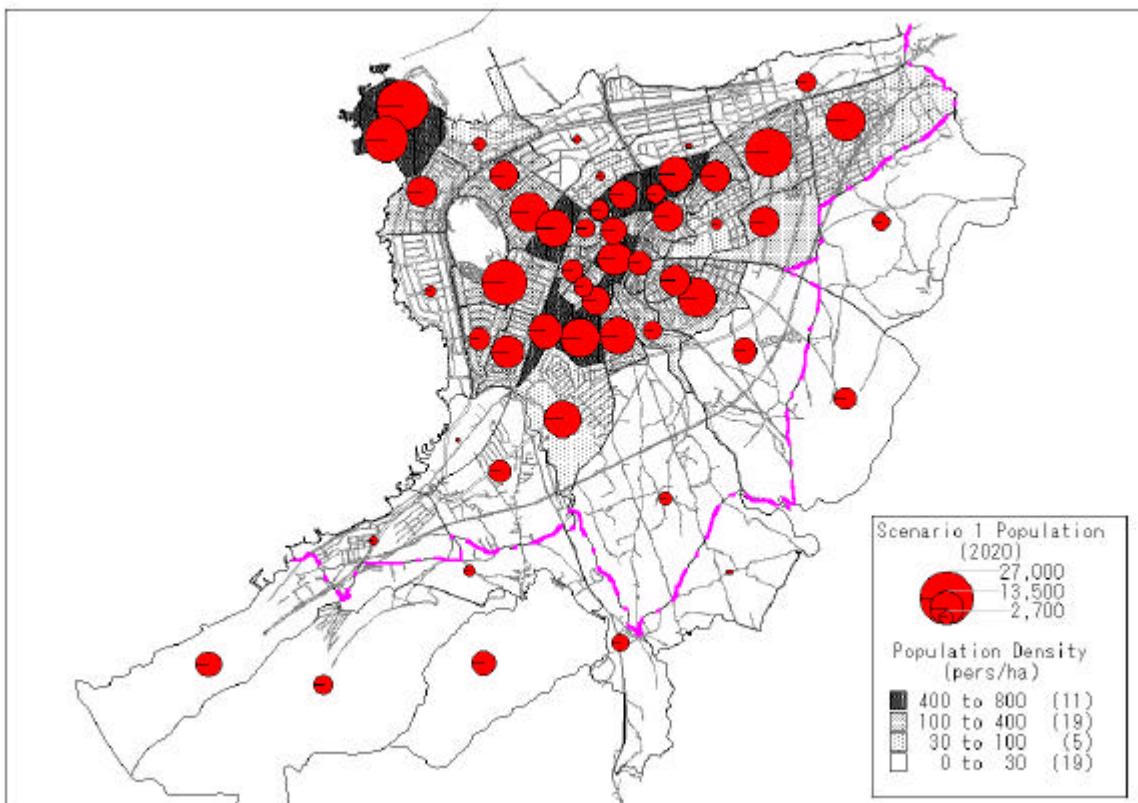 Scenario 1 Population
(2020)
27,000
13,500
2,700
Population Density
(pers/ha)
400 to 800 (11)
100 to 400 (19)
30 to 100 (5)
0 to 30 (19)